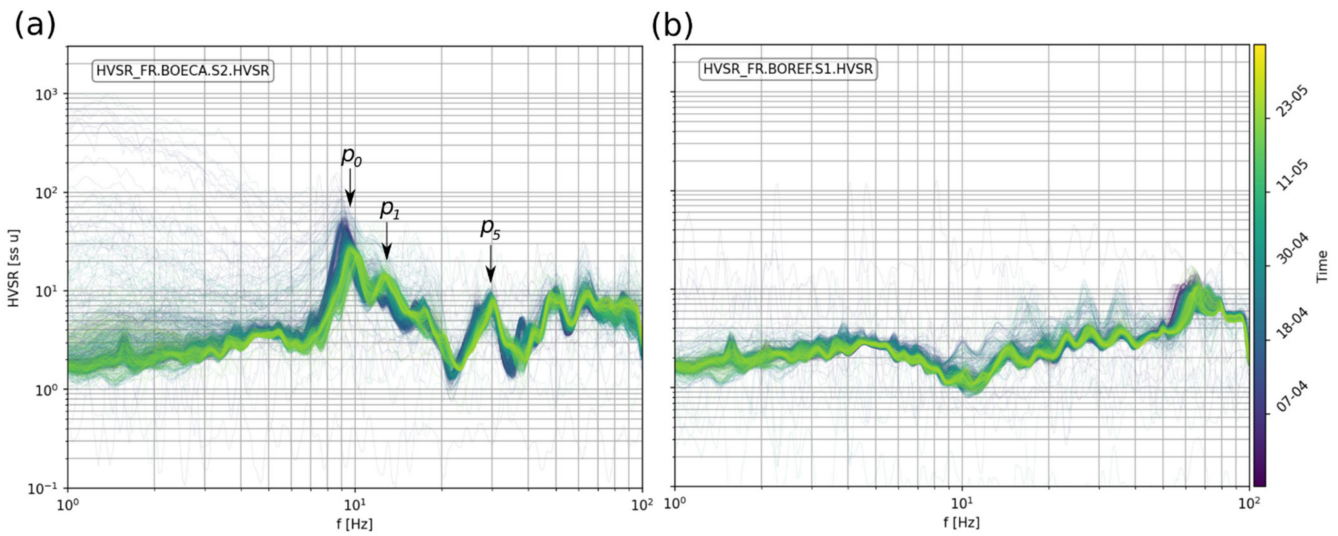 (a)
HVSR_FR.BOECA.S2.HVSR
p0
p1
p5
HVSR [ss u]
10³
10²
10¹
10⁰
10⁻¹
10⁰
10¹
10²
f [Hz]
(b)
HVSR_FR.BOREF.S1.HVSR
10⁰
10¹
10²
f [Hz]
23-05
11-05
30-04
18-04
07-04
Time